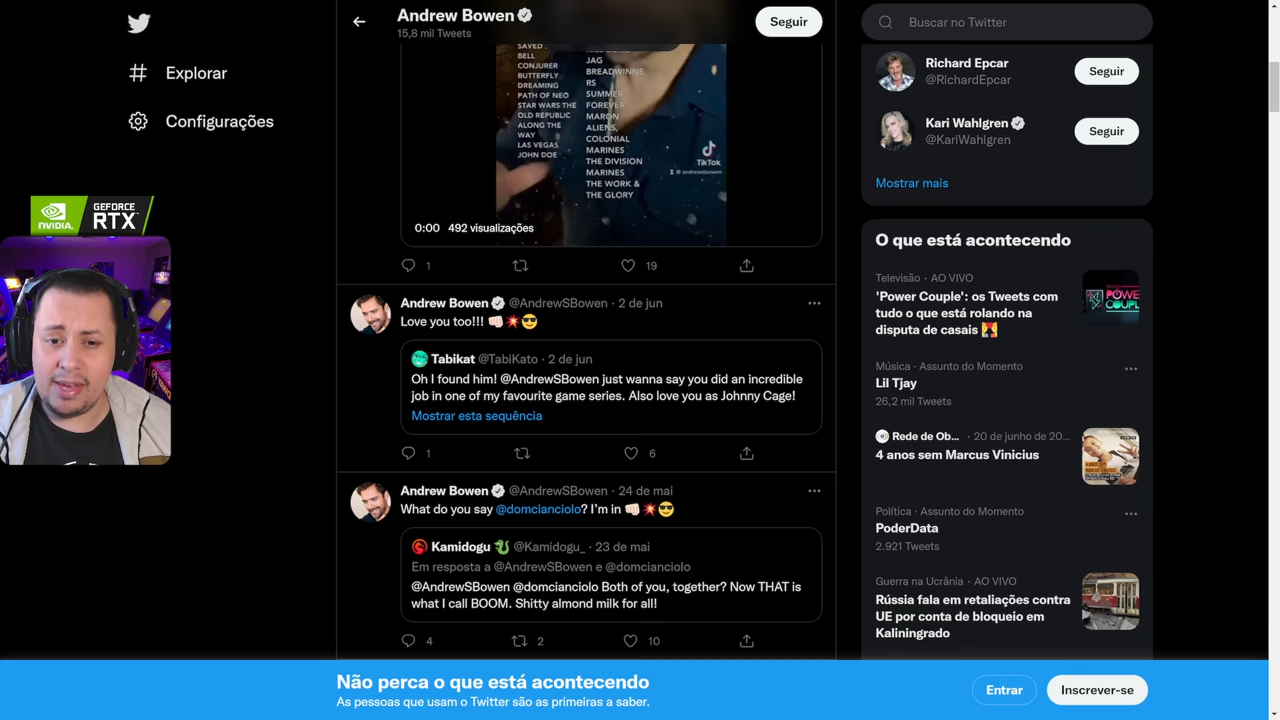 Explorar
Configurações
NVIDIA.
GEFORCE
RTX
Andrew Bowen
15,8 mil Tweets
Seguir
SAVED .
BELL
CONJURER
BUTTERFLY
DREAMING
PATH OF NEO
STAR WARS THE
OLD REPUBLIC
ALONG THE
WAY
LAS VEGAS
JOHN DOE
JAG
BREADWINNE
RS
SUMMER
FOREVER
MARON
ALIENS,
COLONIAL
MARINES
THE DIVISION
MARINES
THE WORK &
THE GLORY
TikTok
@ andrewsbowen
0:00 492 visualizações
1 19
Andrew Bowen @AndrewSBowen · 2 de jun
Love you too!!! 👊🏻💥😎
Tabikat @TabiKato · 2 de jun
Oh I found him! @AndrewSBowen just wanna say you did an incredible
job in one of my favourite game series. Also love you as Johnny Cage!
Mostrar esta sequência
1 6
Andrew Bowen @AndrewSBowen · 24 de mai
What do you say @domcianciolo? I'm in 👊🏻💥😎
Kamidogu 🐉 @Kamidogu_ · 23 de mai
Em resposta a @AndrewSBowen e @domcianciolo
@AndrewSBowen @domcianciolo Both of you, together? Now THAT is
what I call BOOM. Shitty almond milk for all!
4 2 10
Buscar no Twitter
Richard Epcar
@RichardEpcar
Seguir
Kari Wahlgren
@KariWahlgren
Seguir
Mostrar mais
O que está acontecendo
Televisão · AO VIVO
'Power Couple': os Tweets com
tudo o que está rolando na
disputa de casais
POWER
COUPL
Música · Assunto do Momento
Lil Tjay
26,2 mil Tweets
Rede de Ob... · 20 de junho de 20...
4 anos sem Marcus Vinicius
Política · Assunto do Momento
PoderData
2.921 Tweets
Guerra na Ucrânia · AO VIVO
Rússia fala em retaliações contra
UE por conta de bloqueio em
Kaliningrado
Não perca o que está acontecendo
As pessoas que usam o Twitter são as primeiras a saber.
Entrar
Inscrever-se